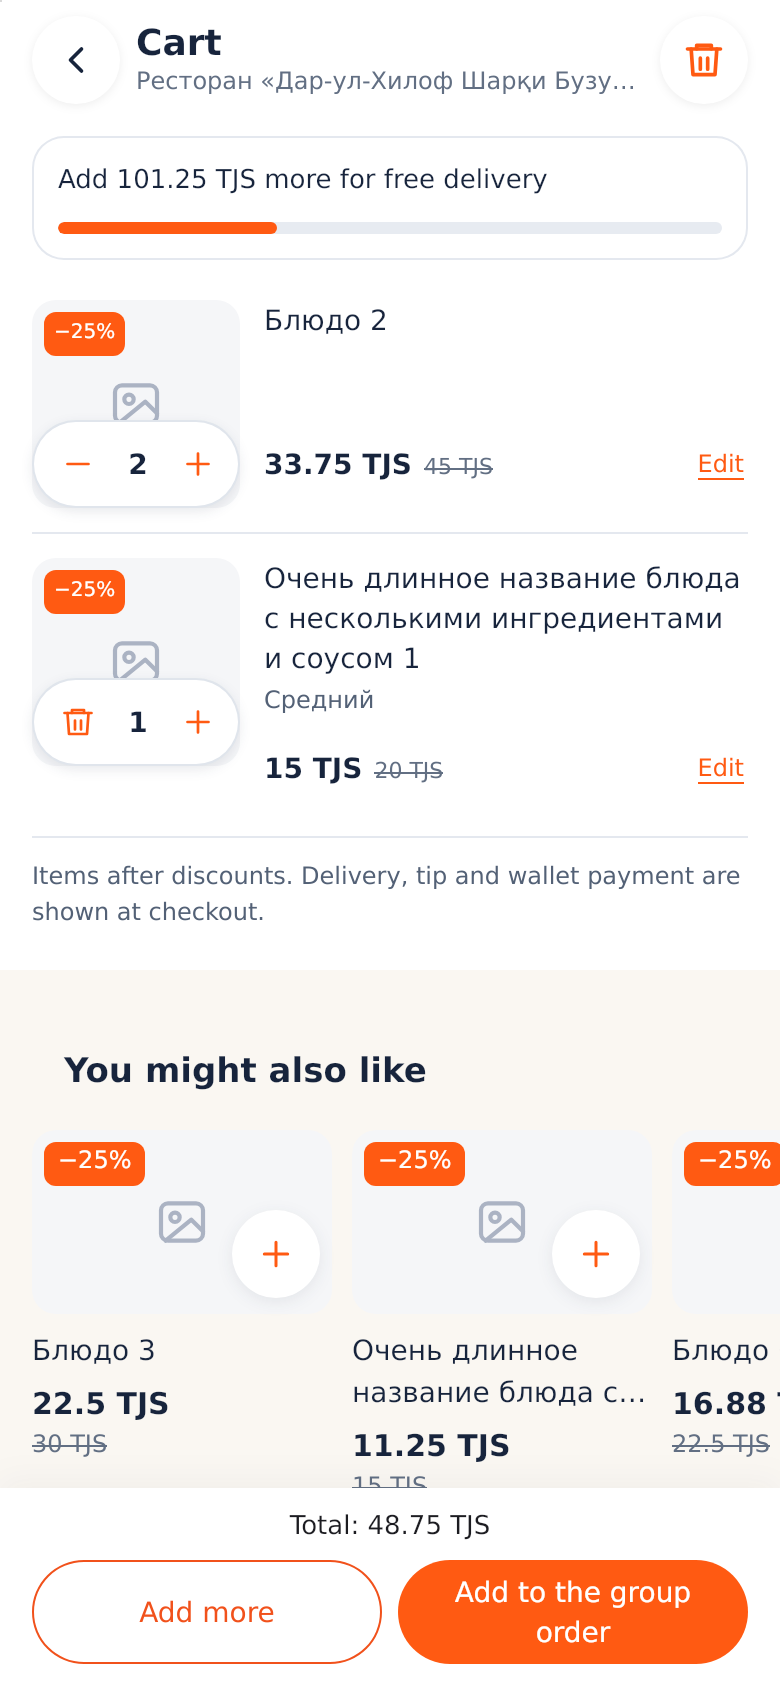 Cart
Ресторан «Дар-ул-Хилоф Шарқи Бузу...
Add 101.25 TJS more for free delivery
−25%
Блюдо 2
2
33.75 TJS 45 TJS
Edit
−25%
Очень длинное название блюда
с несколькими ингредиентами
и соусом 1
Средний
1
15 TJS 20 TJS
Edit
Items after discounts. Delivery, tip and wallet payment are
shown at checkout.
You might also like
−25%
Блюдо 3
22.5 TJS
30 TJS
−25%
Очень длинное
название блюда с...
11.25 TJS
15 TJS
−25%
Блюдо
16.88
22.5 TJS
Total: 48.75 TJS
Add more
Add to the group
order